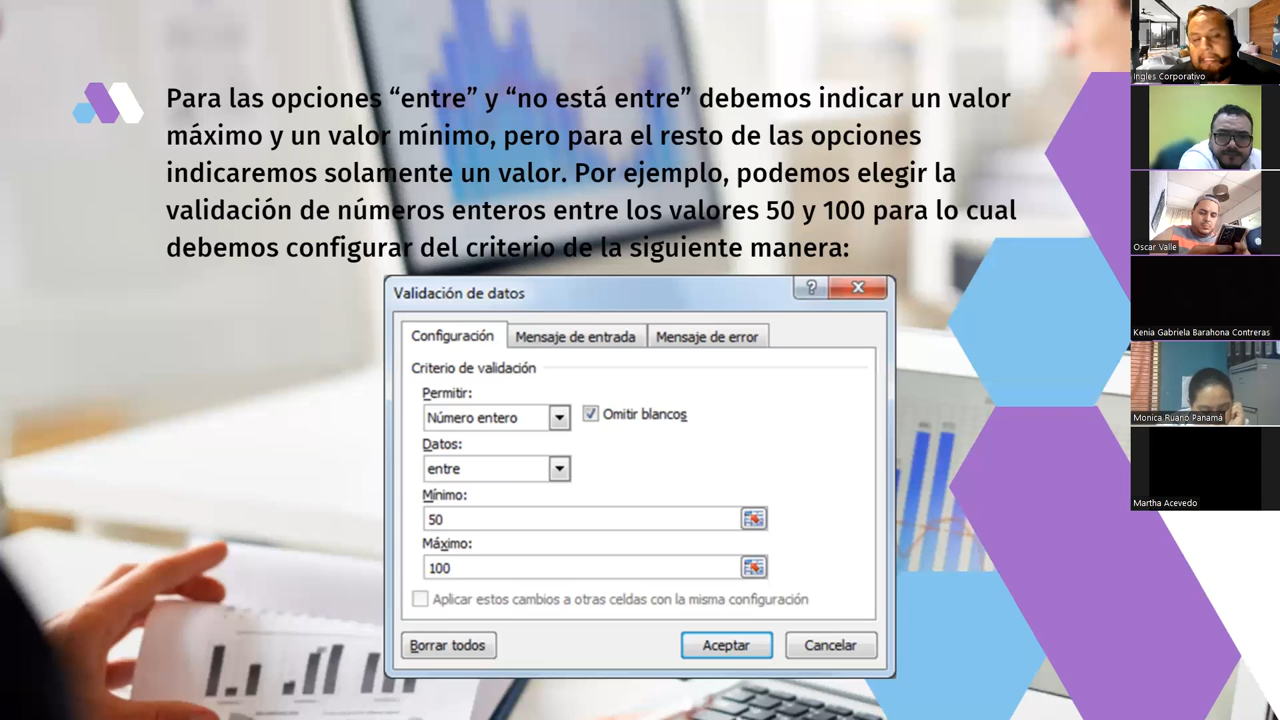 Para las opciones “entre” y “no está entre” debemos indicar un valor
máximo y un valor mínimo, pero para el resto de las opciones
indicaremos solamente un valor. Por ejemplo, podemos elegir la
validación de números enteros entre los valores 50 y 100 para lo cual
debemos configurar del criterio de la siguiente manera:
Validación de datos
Configuración
Mensaje de entrada
Mensaje de error
Criterio de validación
Permitir:
Número entero
Omitir blancos
Datos:
entre
Mínimo:
50
Máximo:
100
Aplicar estos cambios a otras celdas con la misma configuración
Borrar todos
Aceptar
Cancelar
Ingles Corporativo
Oscar Valle
Kenia Gabriela Barahona Contreras
Monica Ruano Panamá
Martha Acevedo